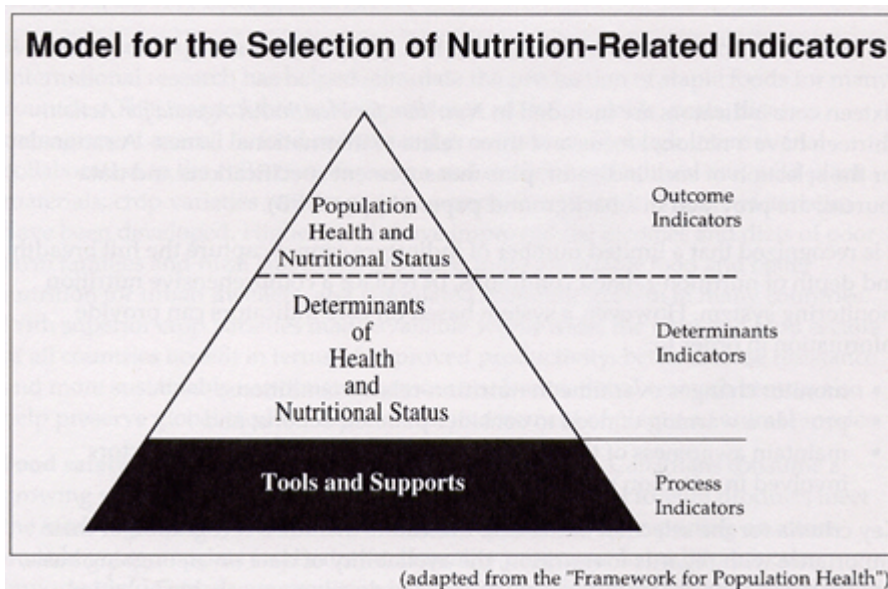 Model for the Selection of Nutrition-Related Indicators
Population
Health and
Nutritional Status
Outcome
Indicators
Determinants
of
Health
and
Nutritional Status
Determinants
Indicators
Tools and Supports
Process
Indicators
(adapted from the "Framework for Population Health")